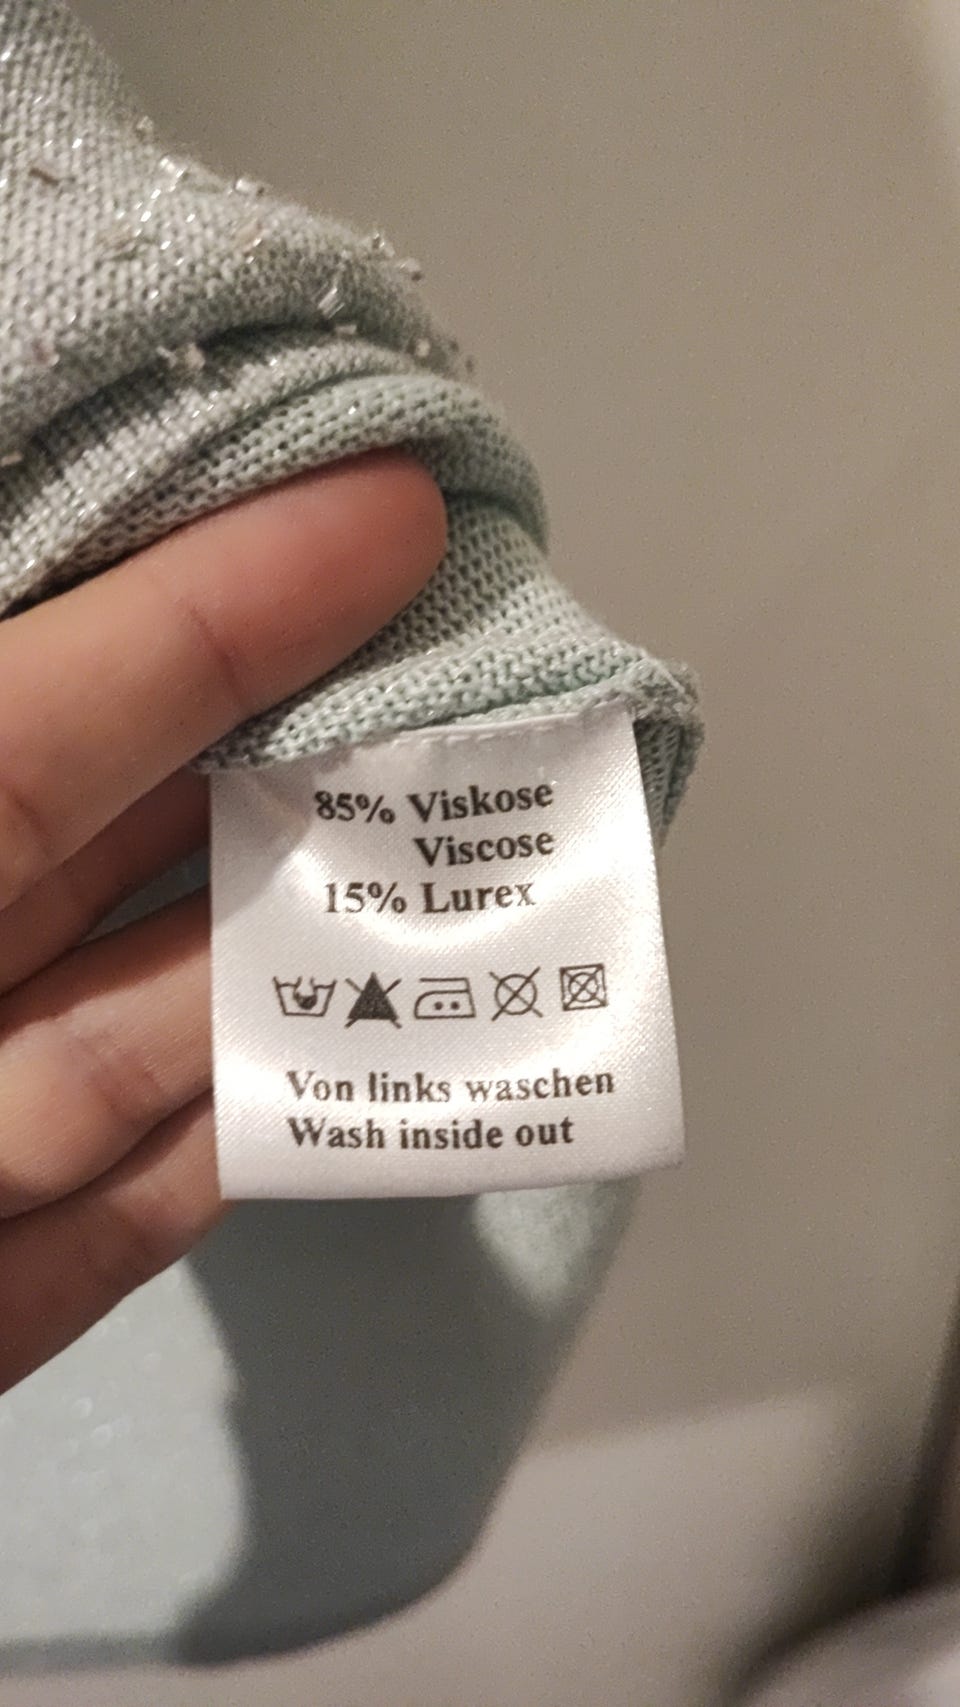 85% Viskose
Viscose
15% Lurex
Von links waschen
Wash inside out